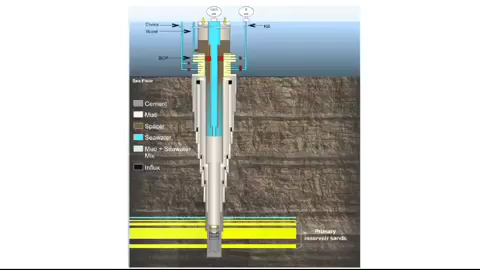 Choke
Boost
Kill
BOP
Sea Floor
Cement
Mud
Spacer
Seawater
Mud + Seawater
Mix
Influx
Primary
reservoir sands